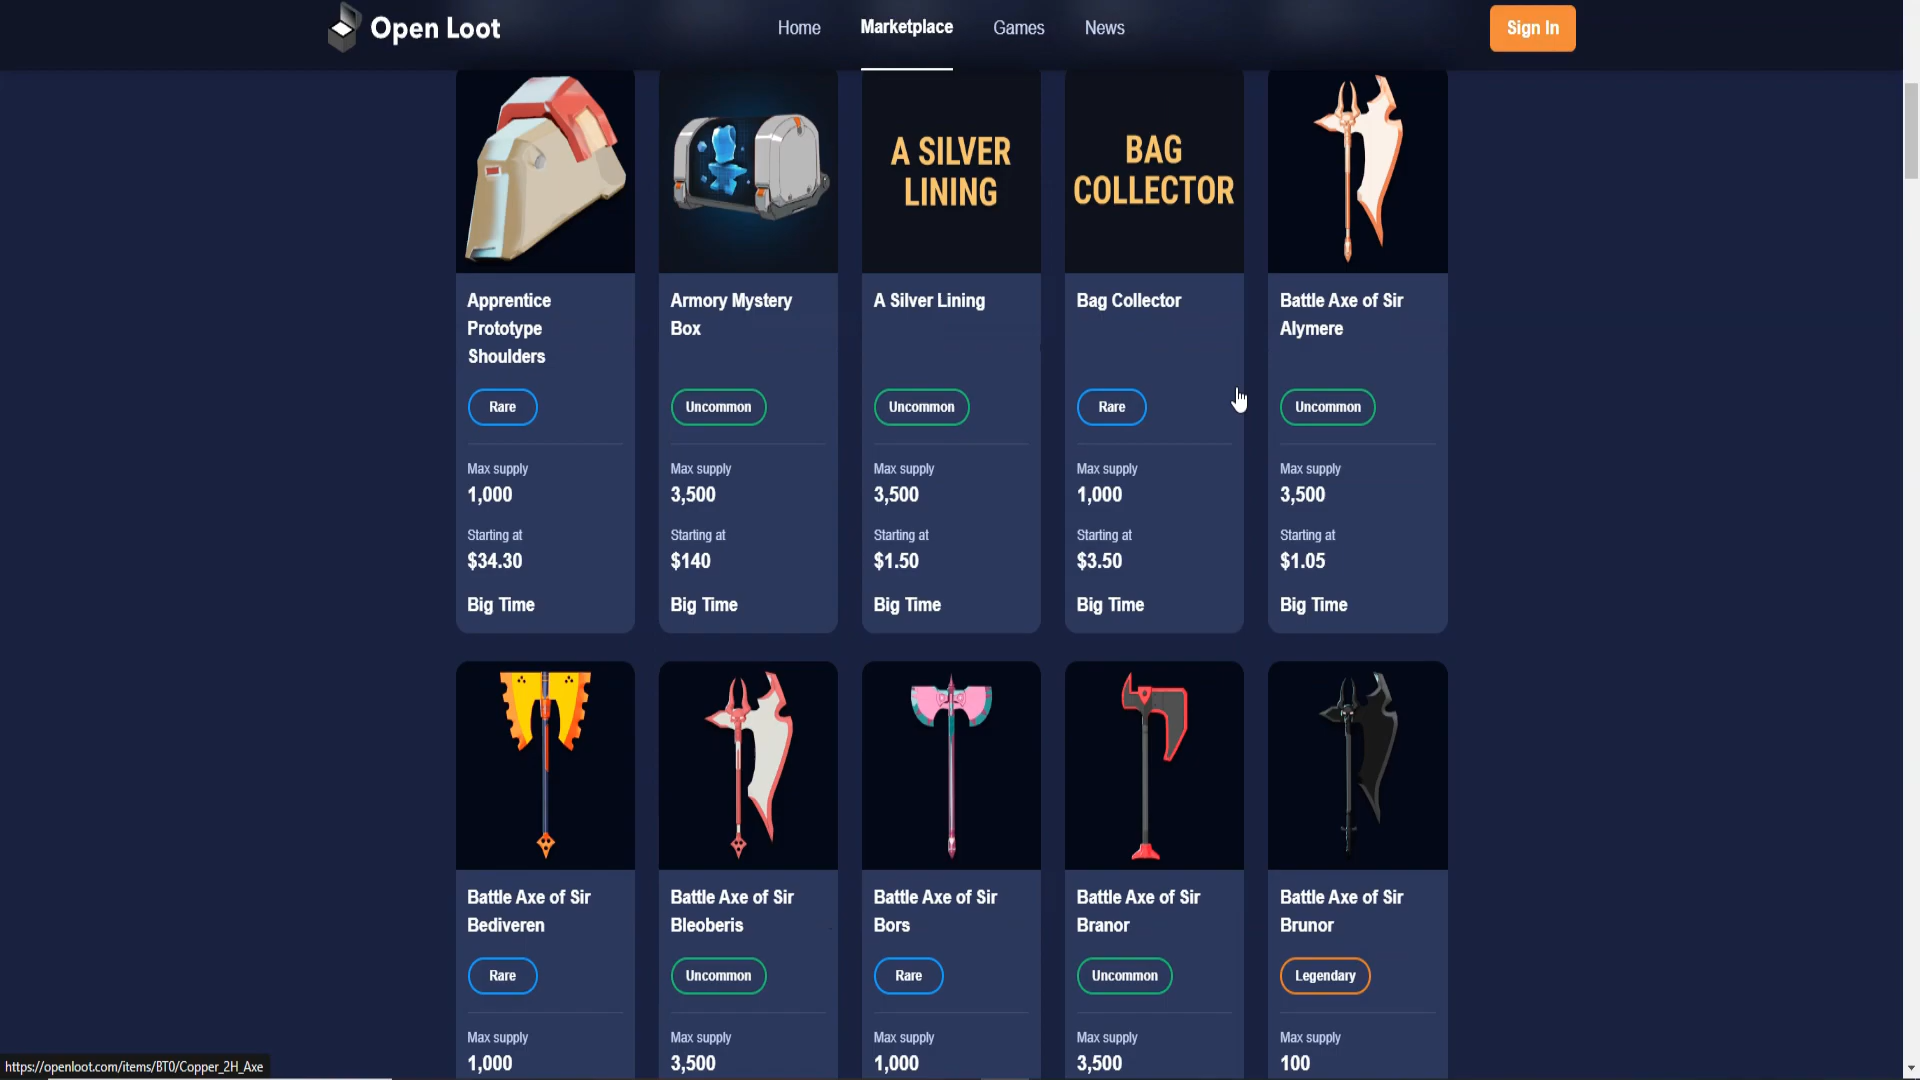 Open Loot
Home
Marketplace
Games
News
Sign In
A SILVER
LINING
BAG
COLLECTOR
Apprentice
Prototype
Shoulders
Rare
Max supply
1,000
Starting at
$34.30
Big Time
Armory Mystery
Box
Uncommon
Max supply
3,500
Starting at
$140
Big Time
A Silver Lining
Uncommon
Max supply
3,500
Starting at
$1.50
Big Time
Bag Collector
Rare
Max supply
1,000
Starting at
$3.50
Big Time
Battle Axe of Sir
Alymere
Uncommon
Max supply
3,500
Starting at
$1.05
Big Time
Battle Axe of Sir
Bediveren
Rare
Max supply
1,000
Battle Axe of Sir
Bleoberis
Uncommon
Max supply
3,500
Battle Axe of Sir
Bors
Rare
Max supply
1,000
Battle Axe of Sir
Branor
Uncommon
Max supply
3,500
Battle Axe of Sir
Brunor
Legendary
Max supply
100
https://openloot.com/items/BT0/Copper_2H_Axe